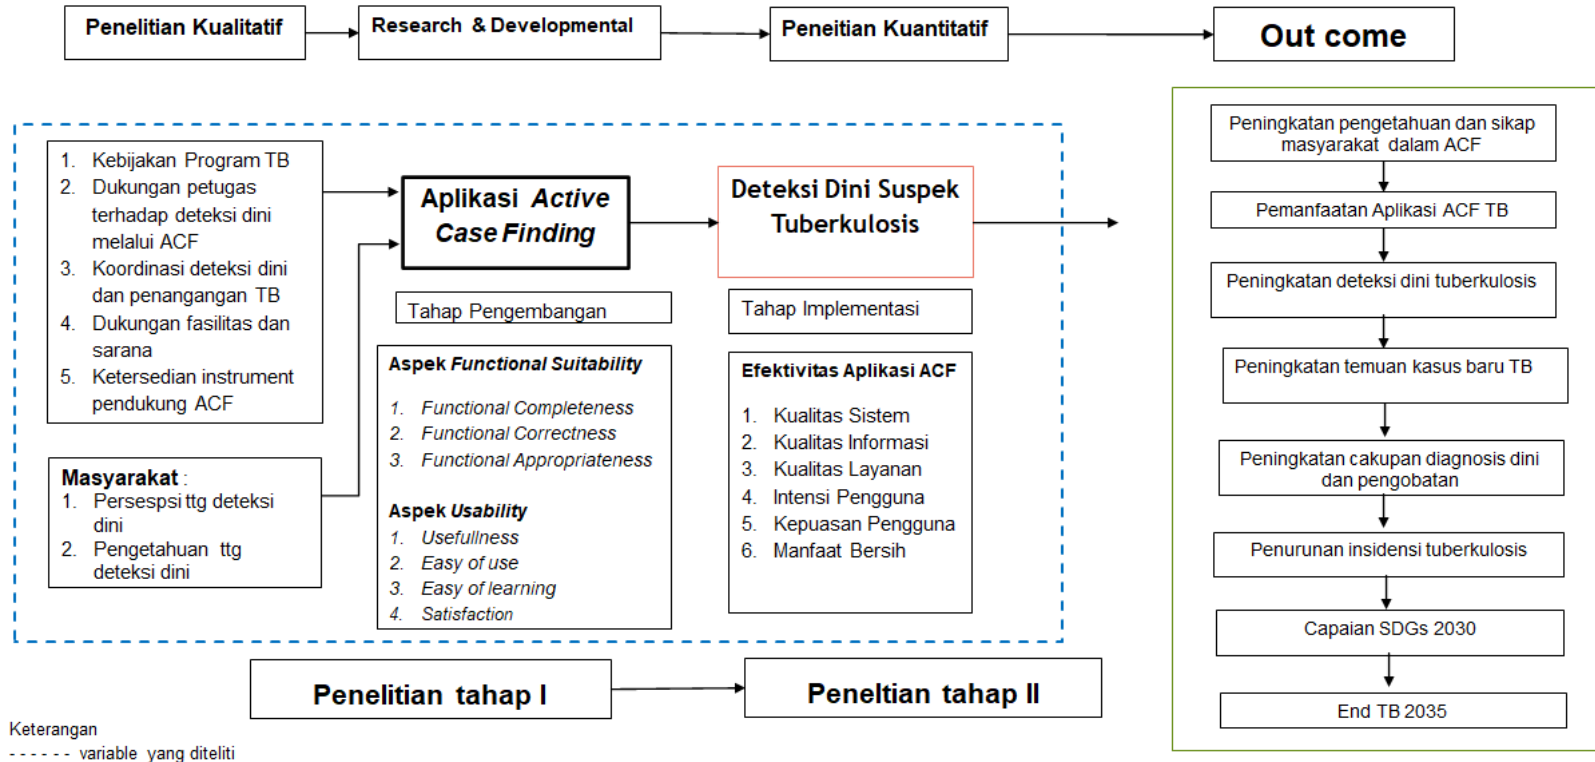 Penelitian Kualitatif
Research & Developmental
Peneitian Kuantitatif
Out come
1. Kebijakan Program TB
2. Dukungan petugas
terhadap deteksi dini
melalui ACF
3. Koordinasi deteksi dini
dan penangangan TB
4. Dukungan fasilitas dan
sarana
5. Ketersedian instrument
pendukung ACF
Masyarakat :
1. Persespsi ttg deteksi
dini
2. Pengetahuan ttg
deteksi dini
Aplikasi Active
Case Finding
Tahap Pengembangan
Aspek Functional Suitability
1. Functional Completeness
2. Functional Correctness
3. Functional Appropriateness
Aspek Usability
1. Usefullness
2. Easy of use
3. Easy of learning
4. Satisfaction
Deteksi Dini Suspek
Tuberkulosis
Tahap Implementasi
Efektivitas Aplikasi ACF
1. Kualitas Sistem
2. Kualitas Informasi
3. Kualitas Layanan
4. Intensi Pengguna
5. Kepuasan Pengguna
6. Manfaat Bersih
Peningkatan pengetahuan dan sikap
masyarakat dalam ACF
Pemanfaatan Aplikasi ACF TB
Peningkatan deteksi dini tuberkulosis
Peningkatan temuan kasus baru TB
Peningkatan cakupan diagnosis dini
dan pengobatan
Penurunan insidensi tuberkulosis
Capaian SDGs 2030
End TB 2035
Penelitian tahap I
Peneltian tahap II
Keterangan
- - - - - - variable yang diteliti